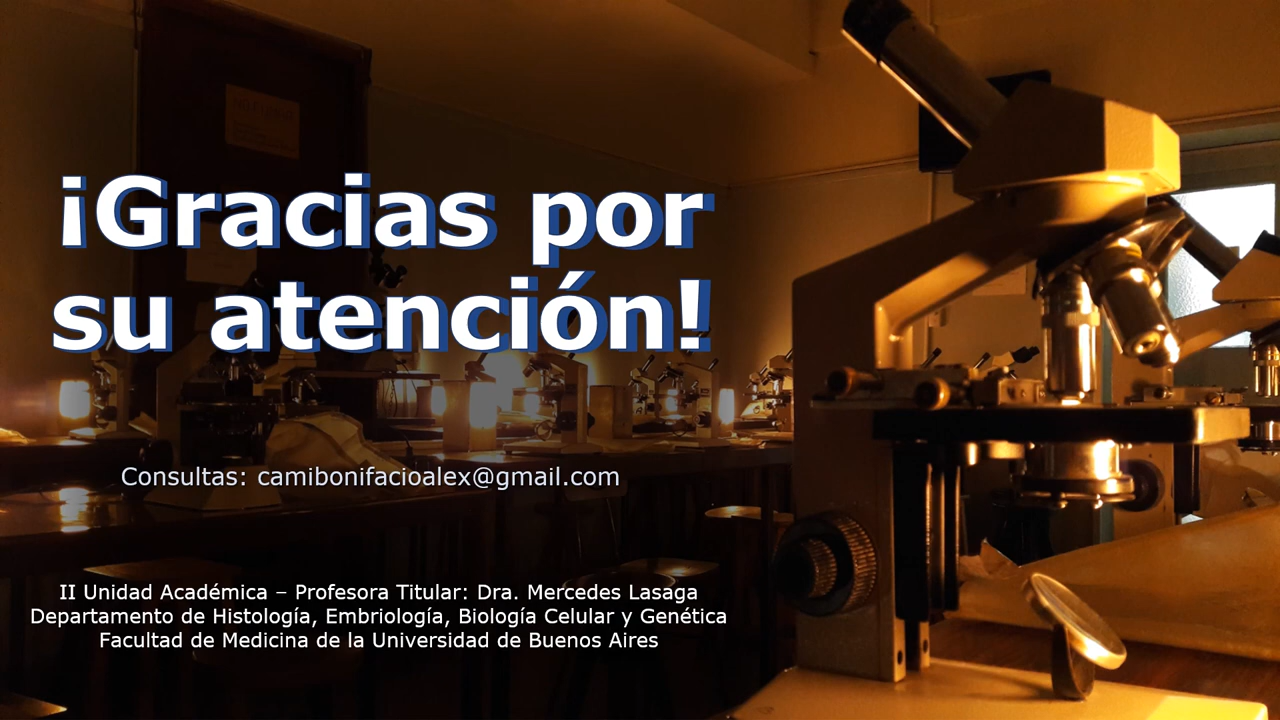 ¡Gracias por
su atención!
Consultas: camibonifacioalex@gmail.com
II Unidad Académica – Profesora Titular: Dra. Mercedes Lasaga
Departamento de Histología, Embriología, Biología Celular y Genética
Facultad de Medicina de la Universidad de Buenos Aires